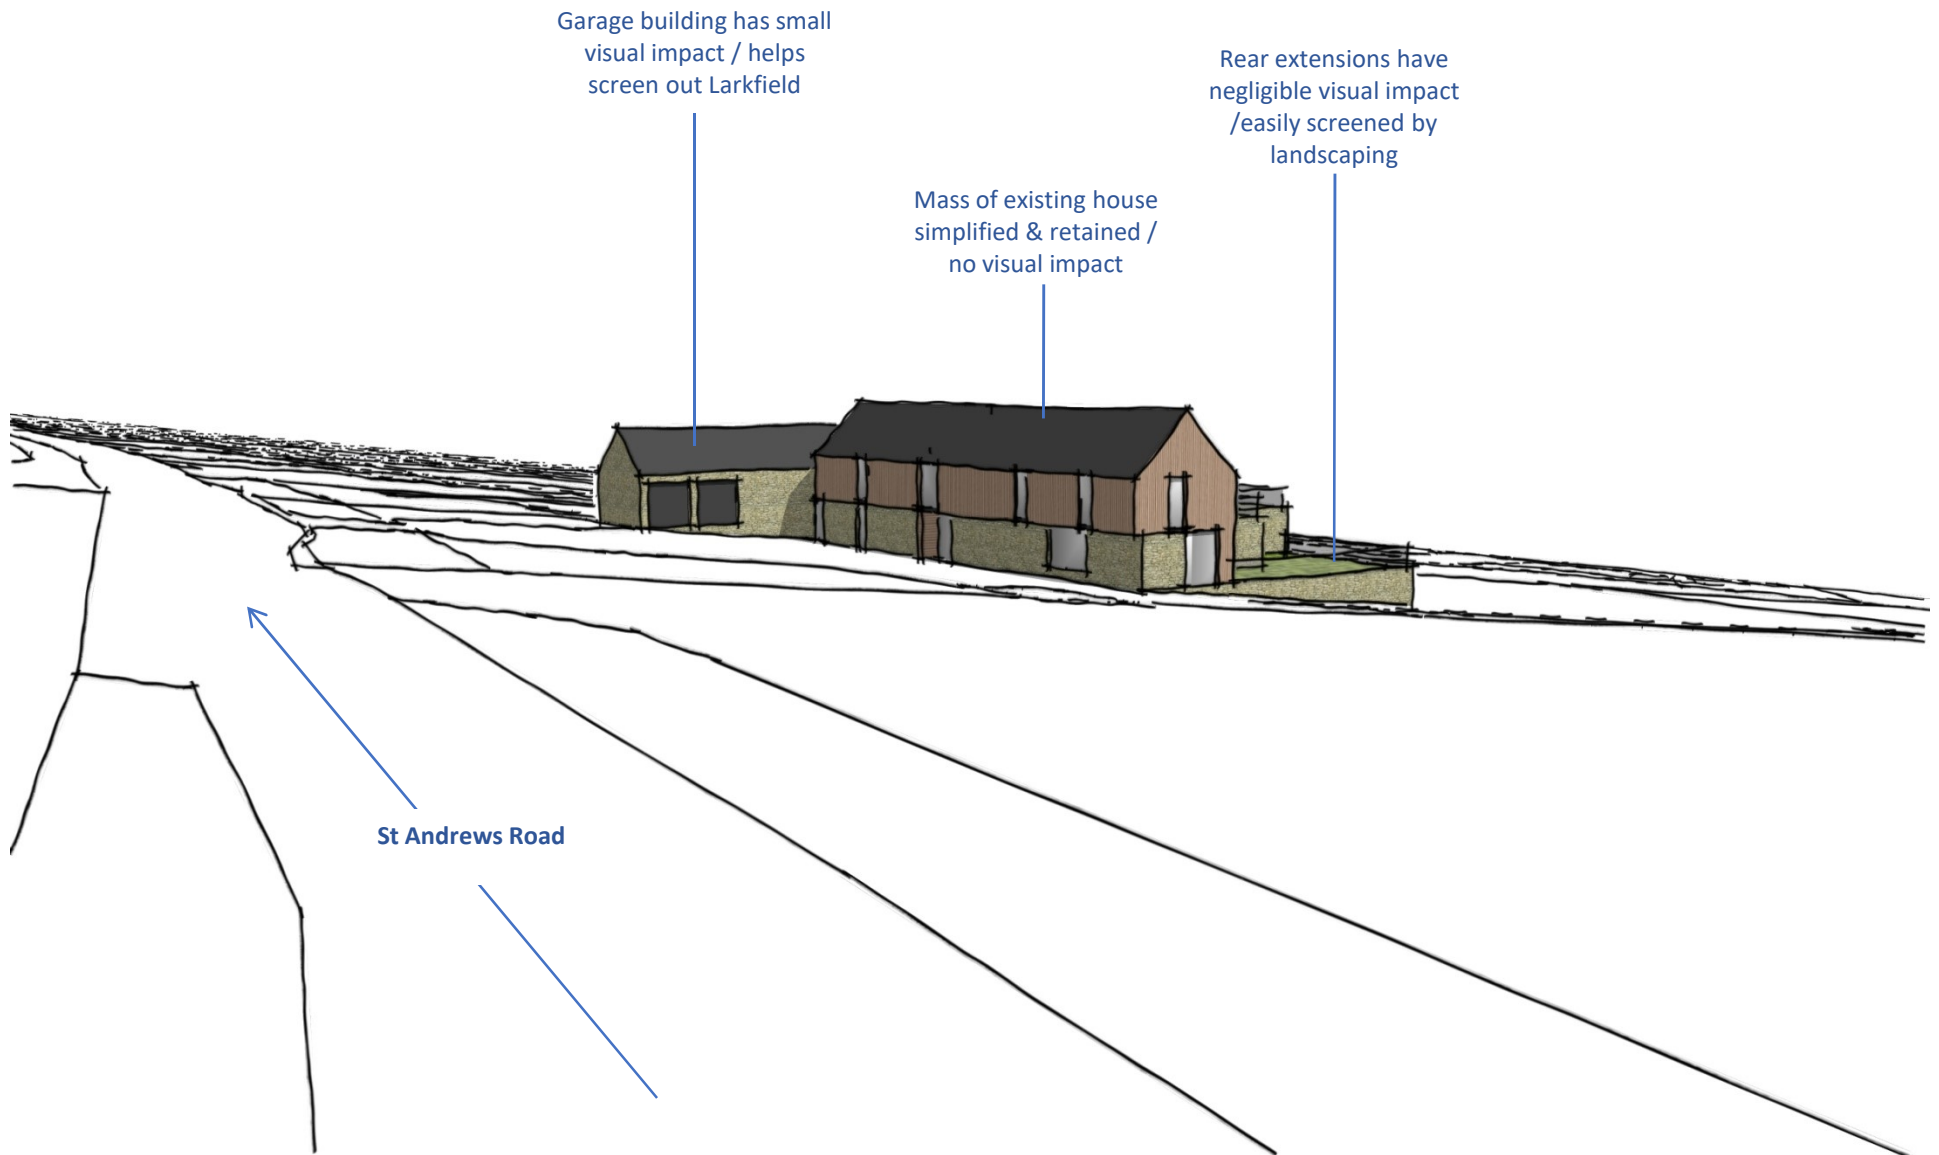 Garage building has small
visual impact / helps
screen out Larkfield
Rear extensions have
negligible visual impact
/easily screened by
landscaping
Mass of existing house
simplified & retained /
no visual impact
St Andrews Road